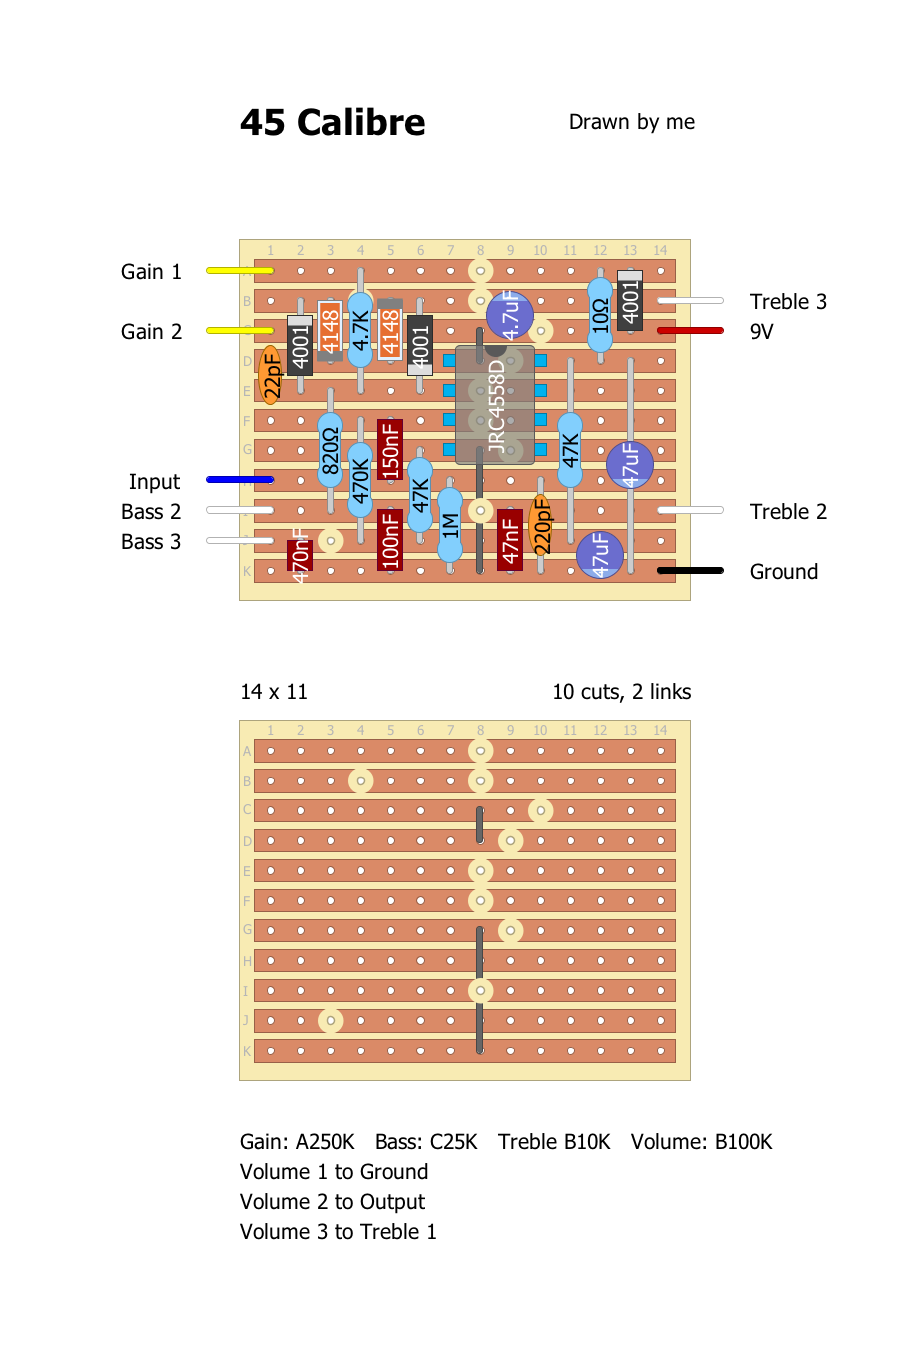 45 Calibre Drawn by me
1 2 3 4 5 6 7 8 9 10 11 12 13 14
Gain 1
B
Treble 3
Gain 2 9V
4001 4148 4.7K 4148 4001 4.7uF 10Ω 4001
D
22pF
JRC4558D
E
F
820Ω 470K 150nF 47K 47uF
G
Input
47K 1M 220pF
Bass 2 Treble 2
Bass 3
470nF 100nF 47nF 47uF
K Ground
14 x 11 10 cuts, 2 links
1 2 3 4 5 6 7 8 9 10 11 12 13 14
A
B
C
D
E
F
G
H
I
J
K
Gain: A250K Bass: C25K Treble B10K Volume: B100K
Volume 1 to Ground
Volume 2 to Output
Volume 3 to Treble 1